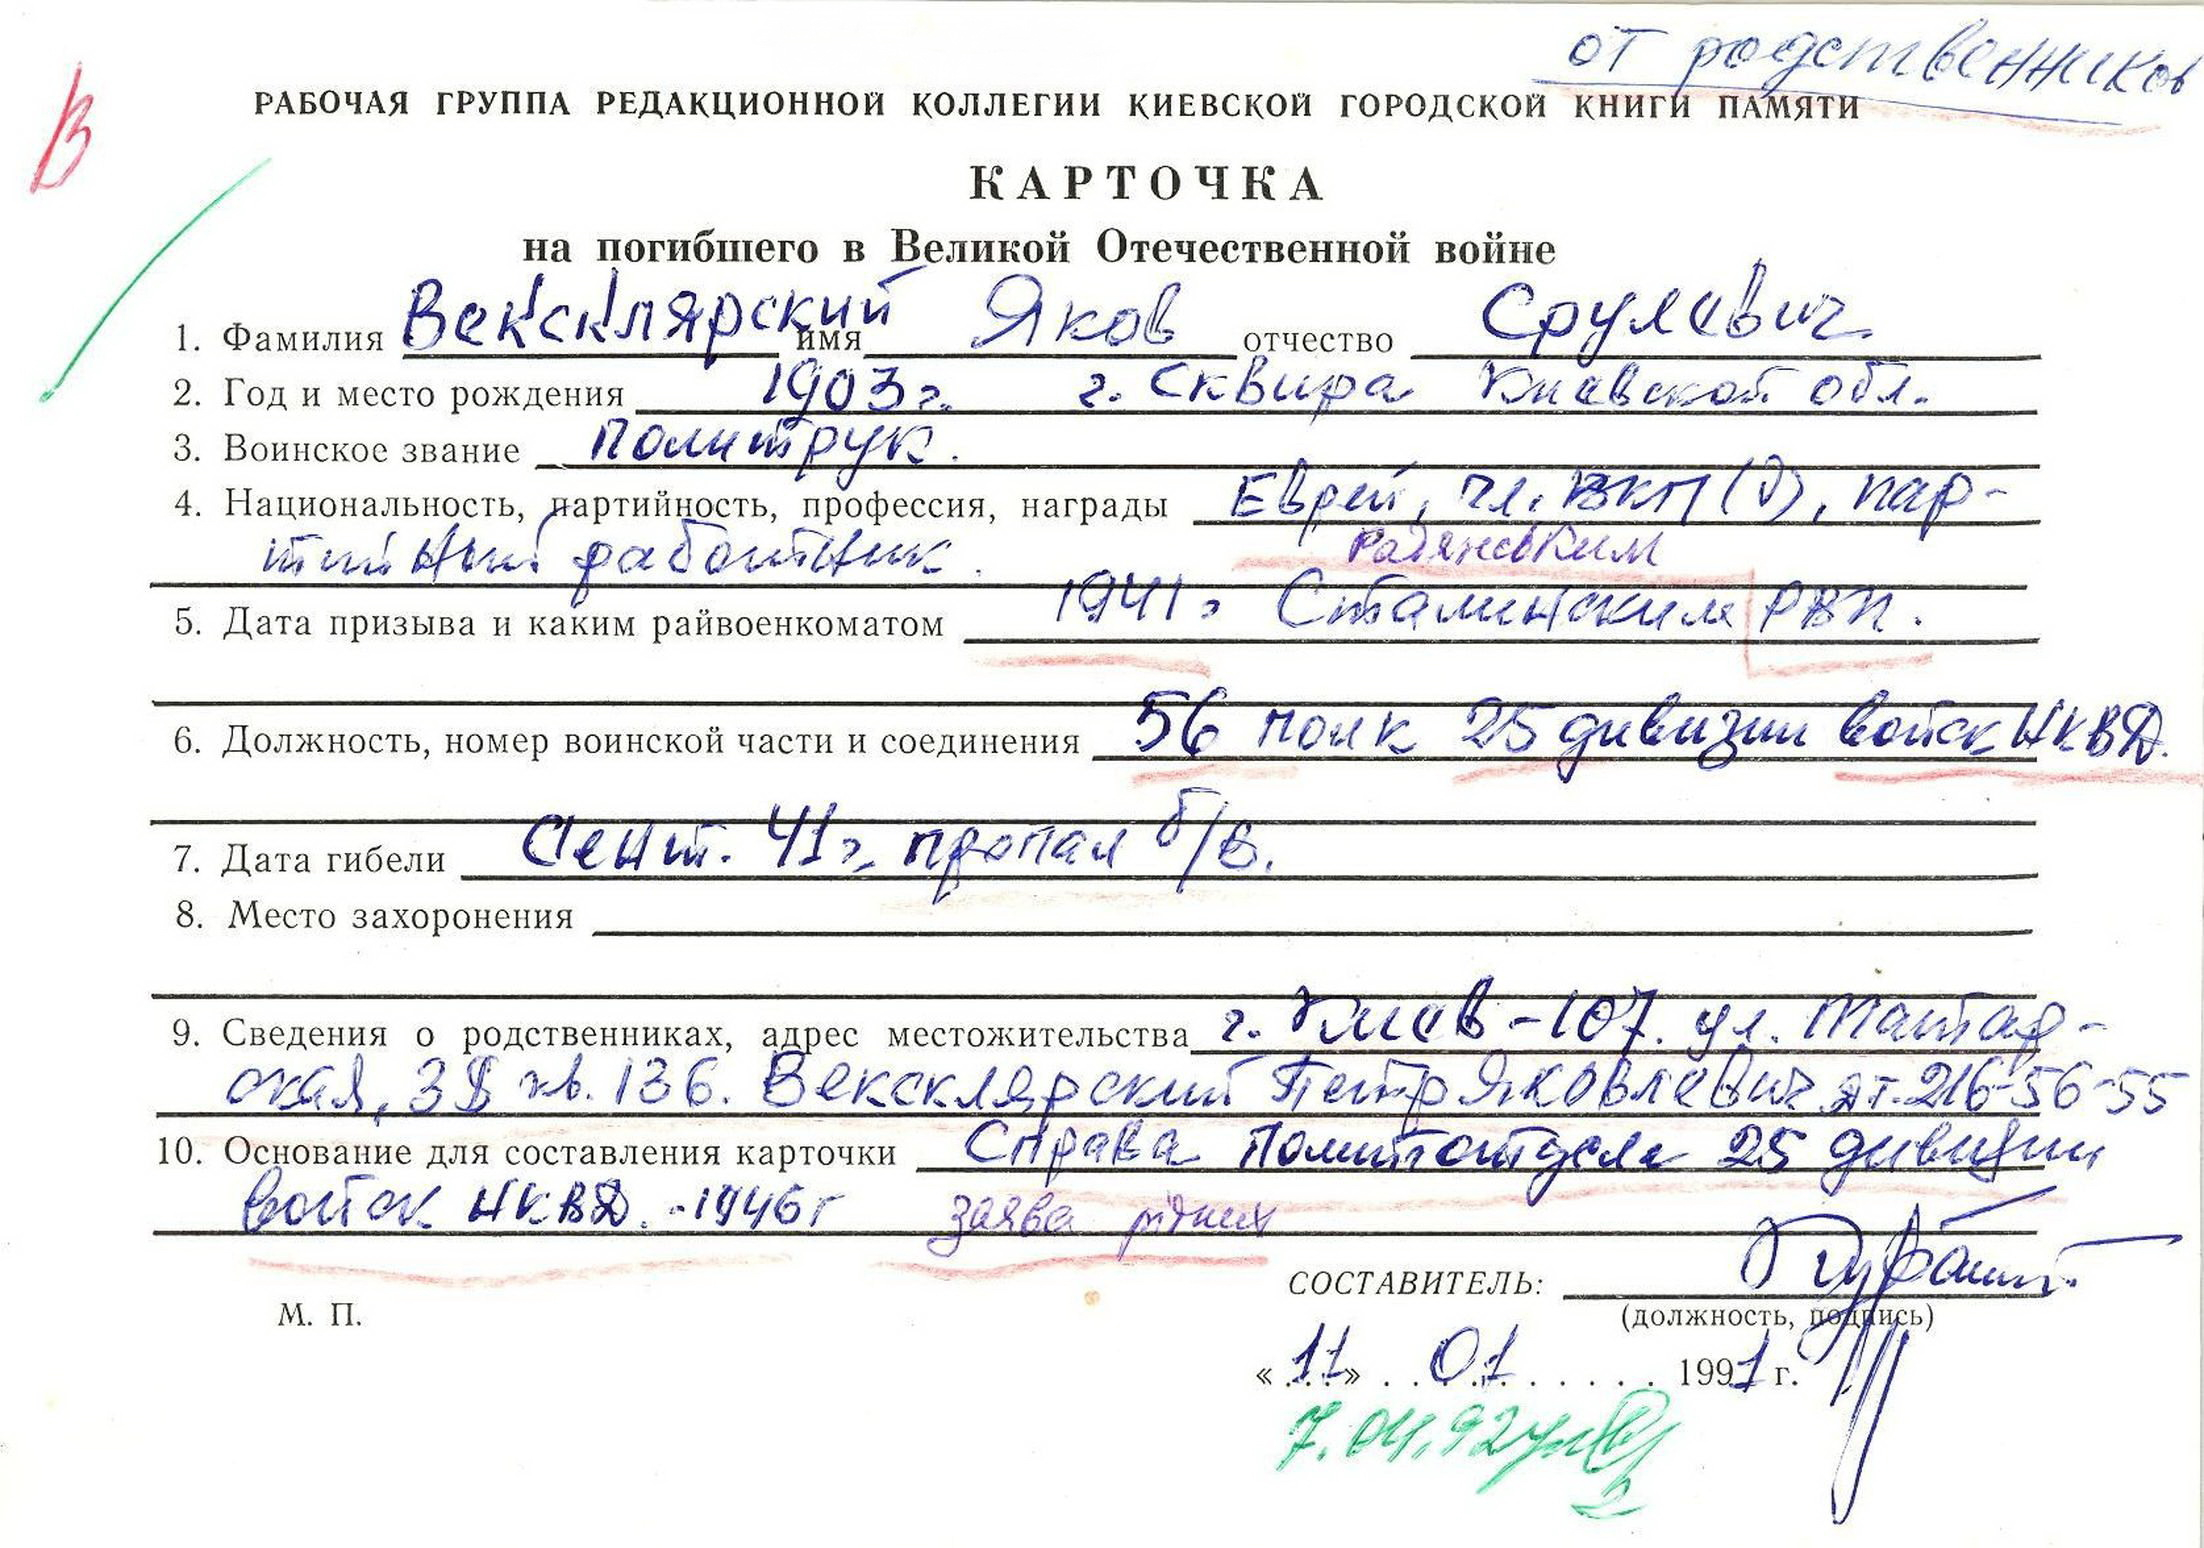 от родственников
В
РАБОЧАЯ ГРУППА РЕДАКЦИОННОЙ КОЛЛЕГИИ КИЕВСКОЙ ГОРОДСКОЙ КНИГИ ПАМЯТИ
КАРТОЧКА
на погибшего в Великой Отечественной войне
1. Фамилия Векскллярский имя Яков отчество Срулевич
2. Год и место рождения 1903 г. г. Сквира Киевской обл.
3. Воинское звание политрук.
4. Национальность, партийность, профессия, награды Еврей, чл. ВКП(б), пар-
тийный работник.
Радянським
5. Дата призыва и каким райвоенкоматом 1941 г Сталинским РВК.
6. Должность, номер воинской части и соединения 56 полк 25 дивизии войск НКВД.
7. Дата гибели Сент. 41 г. пропал б/в.
8. Место захоронения
9. Сведения о родственниках, адрес местожительства г. Киев-107. ул. Татар-
ская, 38 кв. 136. Векскллярский Петр Яковлевич 216-56-55
10. Основание для составления карточки Справка Политотдела 25 дивизии
войск НКВД. -1946 г заява рідних
СОСТАВИТЕЛЬ:
(должность, подпись)
М. П.
«11» 01 1991 г.
7.04.92